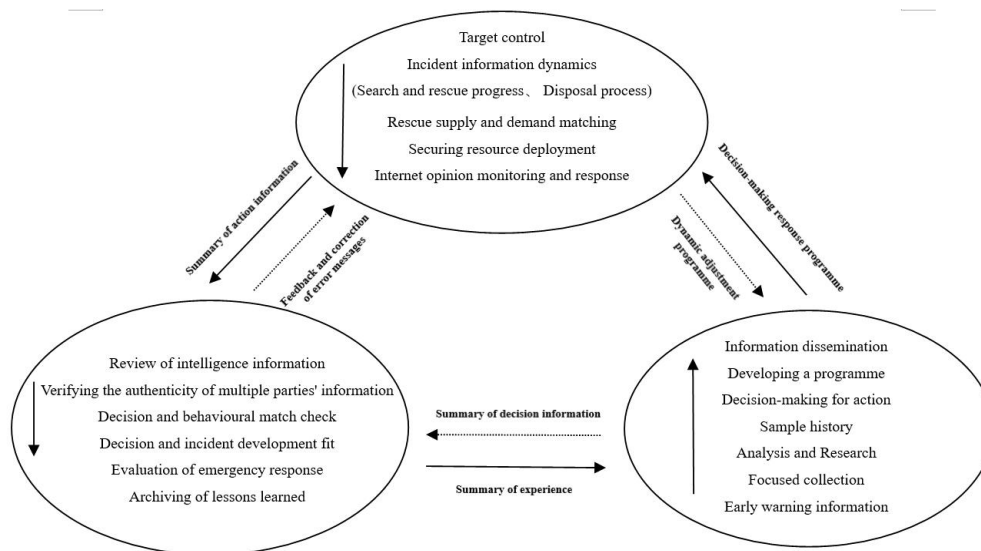 Target control
Incident information dynamics
(Search and rescue progress、 Disposal process)
Rescue supply and demand matching
Securing resource deployment
Internet opinion monitoring and response
Summary of action information
Feedback and correction
of error messages
Decision-making response programme
Dynamic adjustment
programme
Review of intelligence information
Verifying the authenticity of multiple parties' information
Decision and behavioural match check
Decision and incident development fit
Evaluation of emergency response
Archiving of lessons learned
Summary of decision information
Summary of experience
Information dissemination
Developing a programme
Decision-making for action
Sample history
Analysis and Research
Focused collection
Early warning information